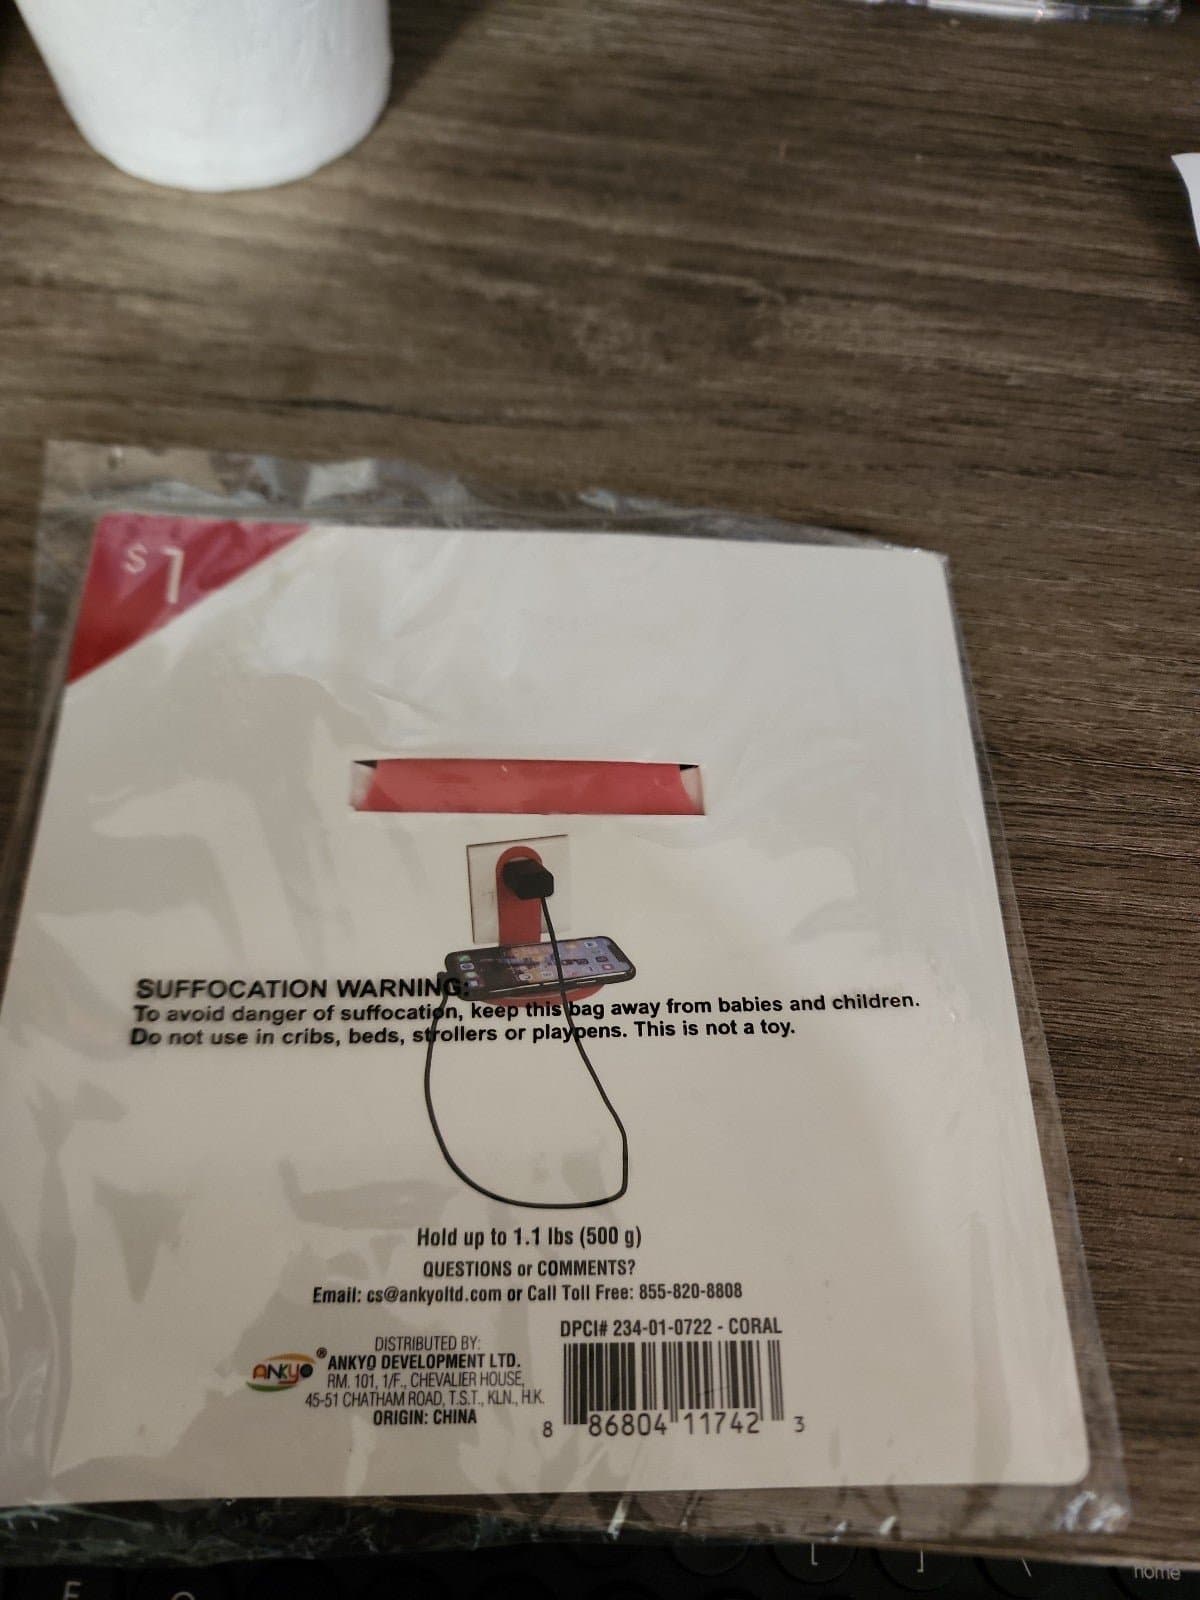 $1
SUFFOCATION WARNING:
To avoid danger of suffocation, keep this bag away from babies and children.
Do not use in cribs, beds, strollers or playpens. This is not a toy.
Hold up to 1.1 lbs (500 g)
QUESTIONS or COMMENTS?
Email: cs@ankyoltd.com or Call Toll Free: 855-820-8808
DPCI# 234-01-0722 - CORAL
DISTRIBUTED BY:
ANKYO ® ANKYO DEVELOPMENT LTD.
RM. 101, 1/F., CHEVALIER HOUSE,
45-51 CHATHAM ROAD, T.S.T., KLN., H.K.
ORIGIN: CHINA
8 86804 11742 3
[ ] \ home